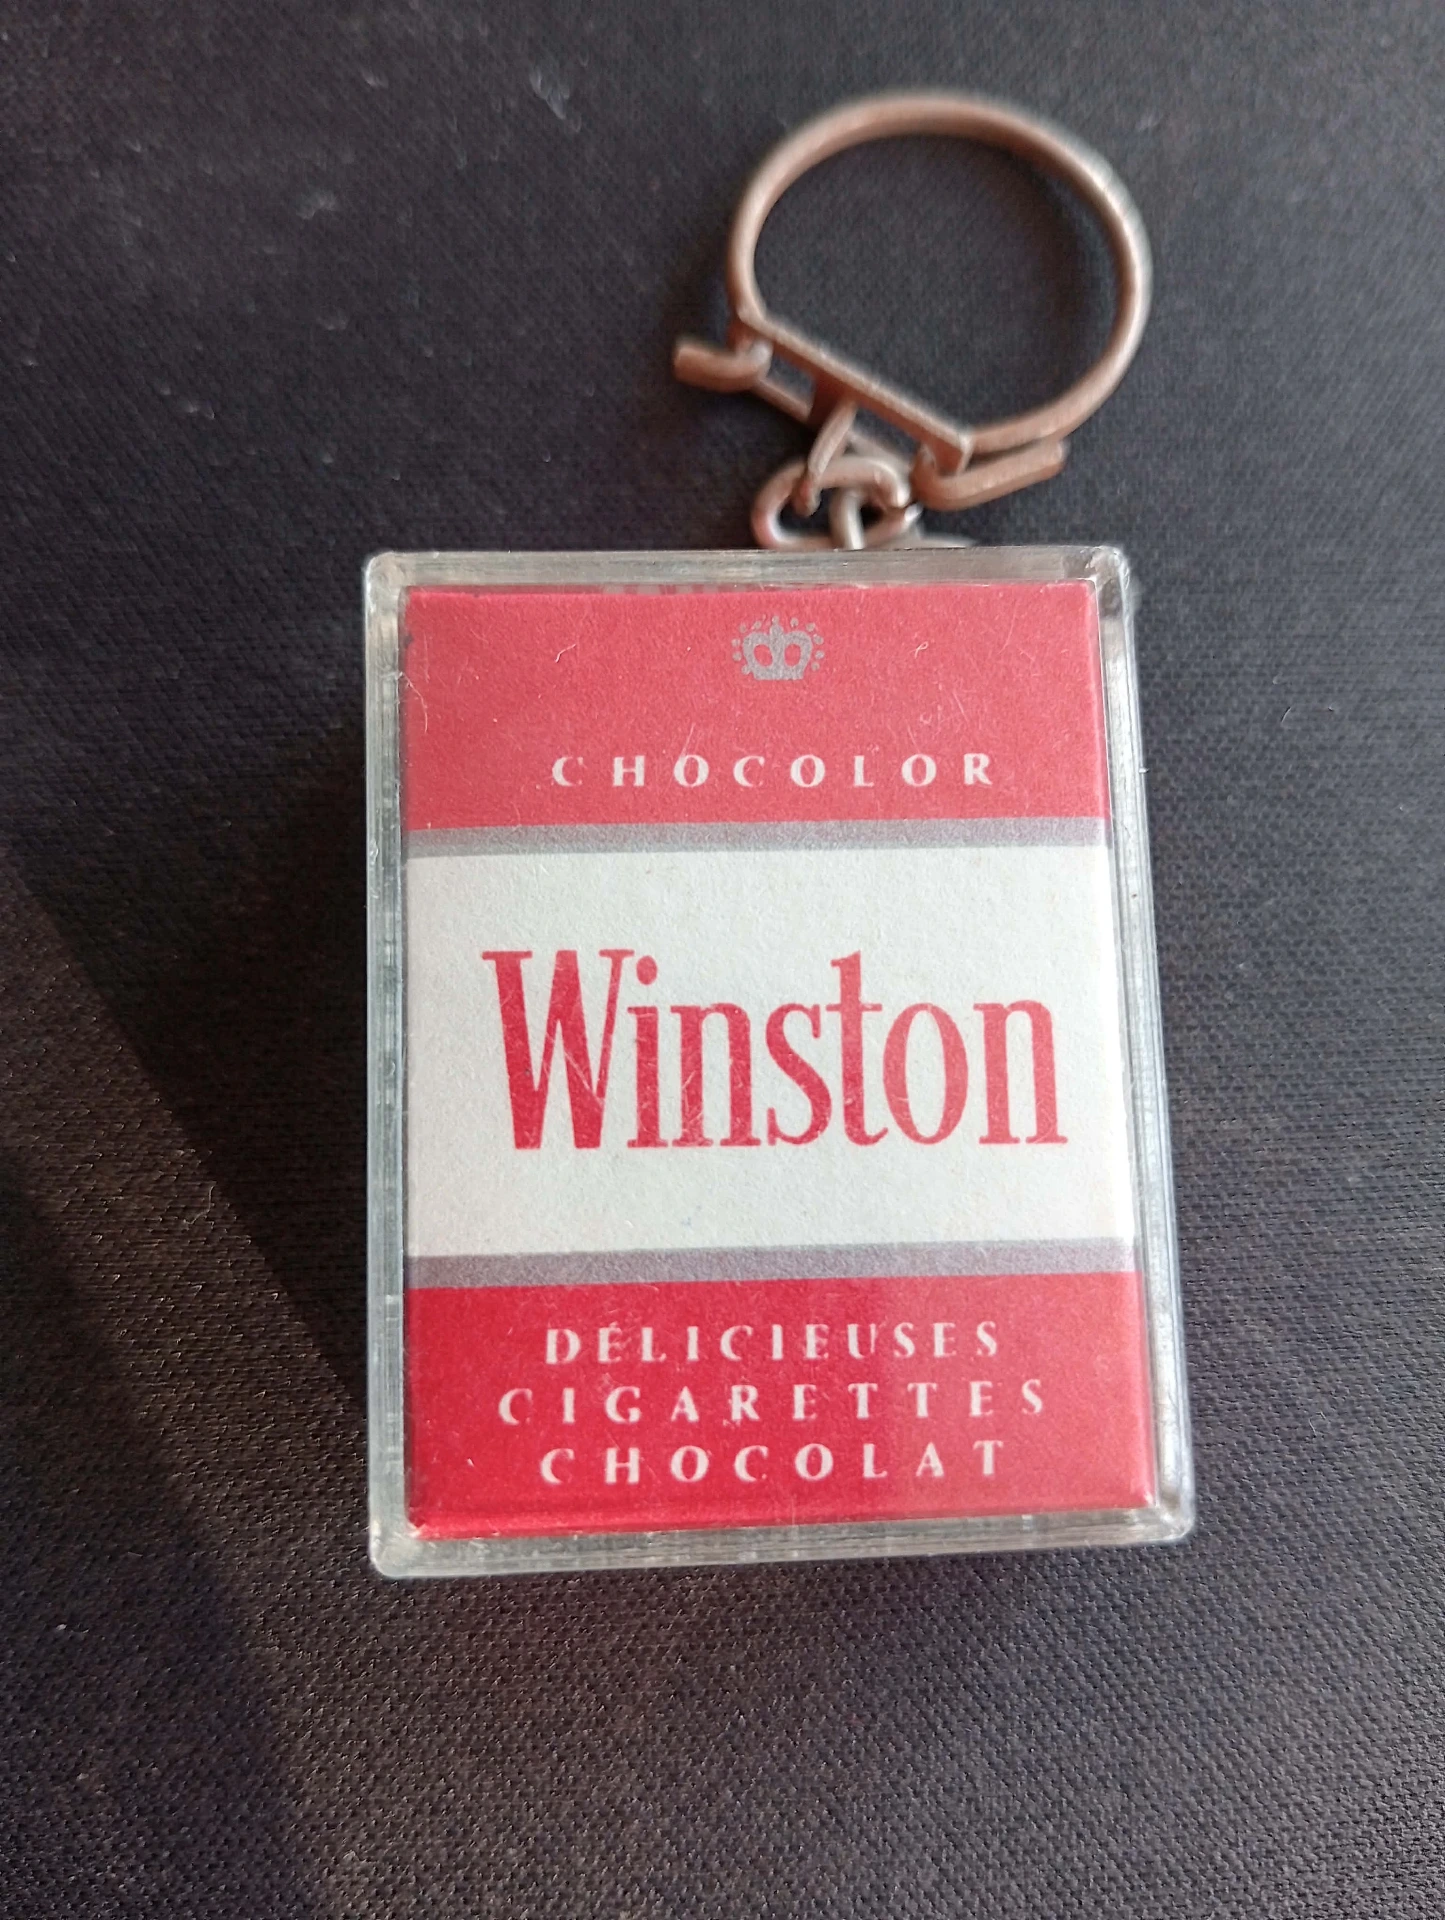 CHOCOLOR
Winston
DÉLICIEUSES
CIGARETTES
CHOCOLAT